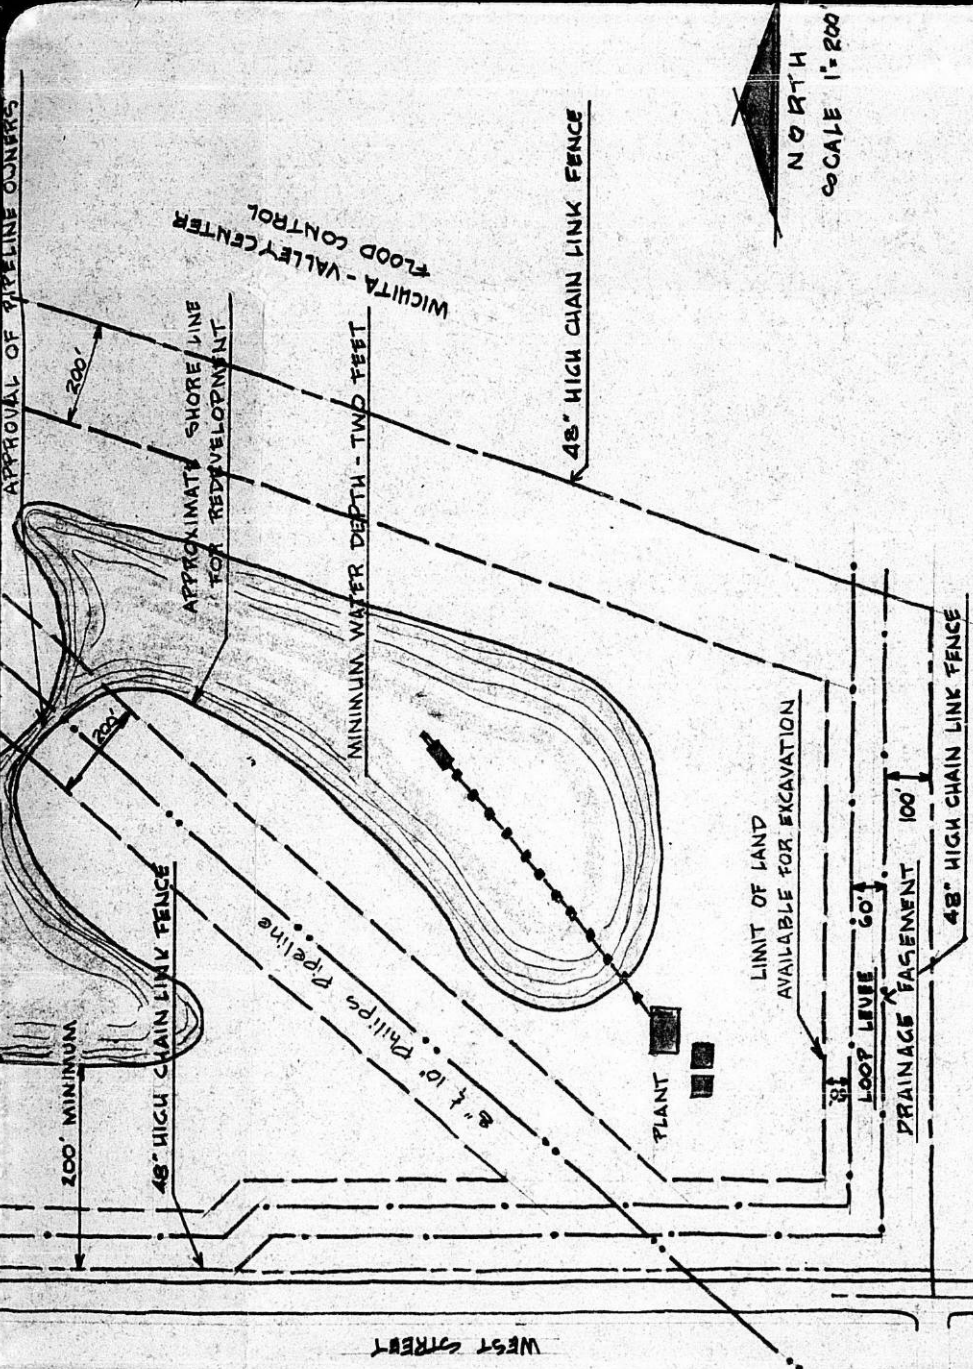 APPROVAL OF PIPELINE OWNERS
200'
WICHITA - VALLEY CENTER
FLOOD CONTROL
APPROXIMATE SHORE LINE
FOR REDEVELOPMENT
MINIMUM WATER DEPTH - TWO FEET
48" HIGH CHAIN LINK FENCE
NORTH
SCALE 1"=200'
200'
8" & 10" Phillips Pipeline
200' MINIMUM
48" HIGH CHAIN LINK FENCE
PLANT
LIMIT OF LAND
AVAILABLE FOR EXCAVATION
LOOP LEVEE 60'
DRAINAGE EASEMENT 100'
48" HIGH CHAIN LINK FENCE
WEST STREET